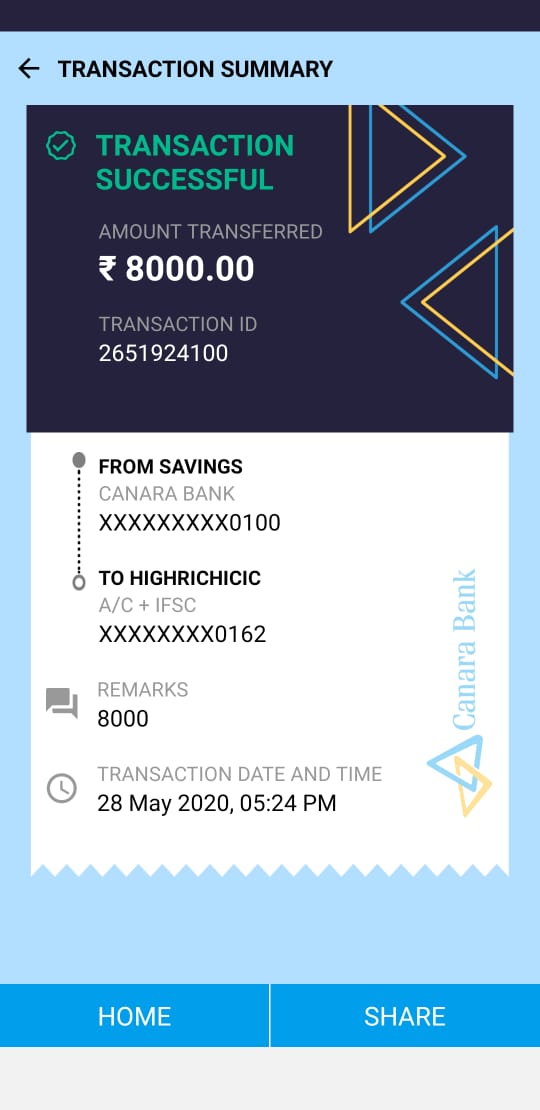 TRANSACTION SUMMARY
TRANSACTION
SUCCESSFUL
AMOUNT TRANSFERRED
₹ 8000.00
TRANSACTION ID
2651924100
FROM SAVINGS
CANARA BANK
XXXXXXXXX0100
TO HIGHRICHICIC
A/C + IFSC
XXXXXXXX0162
Canara Bank
REMARKS
8000
TRANSACTION DATE AND TIME
28 May 2020, 05:24 PM
HOME
SHARE